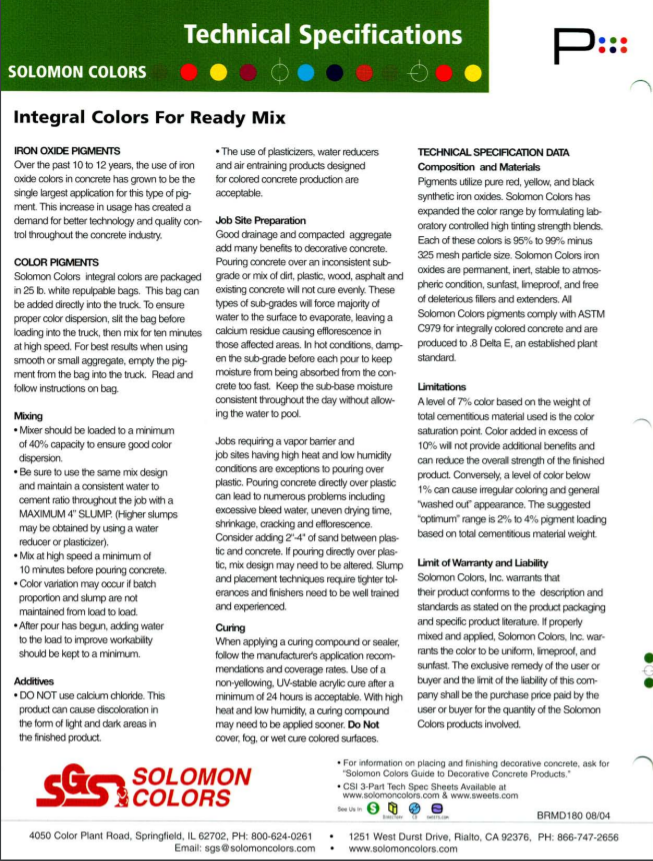 Technical Specifications
SOLOMON COLORS
Integral Colors For Ready Mix
IRON OXIDE PIGMENTS
Over the past 10 to 12 years, the use of iron
oxide colors in concrete has grown to be the
single largest application for this type of pig-
ment. This increase in usage has created a
demand for better technology and quality con-
trol throughout the concrete industry.
COLOR PIGMENTS
Solomon Colors integral colors are packaged
in 25 lb. white repulpable bags. This bag can
be added directly into the truck. To ensure
proper color dispersion, slit the bag before
loading into the truck, then mix for ten minutes
at high speed. For best results when using
smooth or small aggregate, empty the pig-
ment from the bag into the truck. Read and
follow instructions on bag.
Mixing
• Mixer should be loaded to a minimum
of 40% capacity to ensure good color
dispersion.
• Be sure to use the same mix design
and maintain a consistent water to
cement ratio throughout the job with a
MAXIMUM 4" SLUMP. (Higher slumps
may be obtained by using a water
reducer or plasticizer).
• Mix at high speed a minimum of
10 minutes before pouring concrete.
• Color variation may occur if batch
proportion and slump are not
maintained from load to load.
• After pour has begun, adding water
to the load to improve workability
should be kept to a minimum.
Additives
• DO NOT use calcium chloride. This
product can cause discoloration in
the form of light and dark areas in
the finished product.
• The use of plasticizers, water reducers
and air entraining products designed
for colored concrete production are
acceptable.
Job Site Preparation
Good drainage and compacted aggregate
add many benefits to decorative concrete.
Pouring concrete over an inconsistent sub-
grade or mix of dirt, plastic, wood, asphalt and
existing concrete will not cure evenly. These
types of sub-grades will force majority of
water to the surface to evaporate, leaving a
calcium residue causing efflorescence in
those affected areas. In hot conditions, damp-
en the sub-grade before each pour to keep
moisture from being absorbed from the con-
crete too fast. Keep the sub-base moisture
consistent throughout the day without allow-
ing the water to pool.
Jobs requiring a vapor barrier and
job sites having high heat and low humidity
conditions are exceptions to pouring over
plastic. Pouring concrete directly over plastic
can lead to numerous problems including
excessive bleed water, uneven drying time,
shrinkage, cracking and efflorescence.
Consider adding 2"-4" of sand between plas-
tic and concrete. If pouring directly over plas-
tic, mix design may need to be altered. Slump
and placement techniques require tighter tol-
erances and finishers need to be well trained
and experienced.
Curing
When applying a curing compound or sealer,
follow the manufacturer's application recom-
mendations and coverage rates. Use of a
non-yellowing, UV-stable acrylic cure after a
minimum of 24 hours is acceptable. With high
heat and low humidity, a curing compound
may need to be applied sooner. Do Not
cover, fog, or wet cure colored surfaces.
TECHNICAL SPECIFICATION DATA
Composition and Materials
Pigments utilize pure red, yellow, and black
synthetic iron oxides. Solomon Colors has
expanded the color range by formulating lab-
oratory controlled high tinting strength blends.
Each of these colors is 95% to 99% minus
325 mesh particle size. Solomon Colors iron
oxides are permanent, inert, stable to atmos-
pheric condition, sunfast, limeproof, and free
of deleterious fillers and extenders. All
Solomon Colors pigments comply with ASTM
C979 for integrally colored concrete and are
produced to .8 Delta E, an established plant
standard.
Limitations
A level of 7% color based on the weight of
total cementitious material used is the color
saturation point. Color added in excess of
10% will not provide additional benefits and
can reduce the overall strength of the finished
product. Conversely, a level of color below
1% can cause irregular coloring and general
"washed out" appearance. The suggested
"optimum" range is 2% to 4% pigment loading
based on total cementitious material weight.
Limit of Warranty and Liability
Solomon Colors, Inc. warrants that
their product conforms to the description and
standards as stated on the product packaging
and specific product literature. If properly
mixed and applied, Solomon Colors, Inc. war-
rants the color to be uniform, limeproof, and
sunfast. The exclusive remedy of the user or
buyer and the limit of the liability of this com-
pany shall be the purchase price paid by the
user or buyer for the quantity of the Solomon
Colors products involved.
SGS SOLOMON
COLORS
• For information on placing and finishing decorative concrete, ask for
"Solomon Colors Guide to Decorative Concrete Products."
• CSI 3-Part Tech Spec Sheets Available at
www.solomoncolors.com & www.sweets.com
See Us in
BRMD180 08/04
4050 Color Plant Road, Springfield, IL 62702, PH: 800-624-0261 • 1251 West Durst Drive, Rialto, CA 92376, PH: 866-747-2656
Email: sgs@solomoncolors.com • www.solomoncolors.com